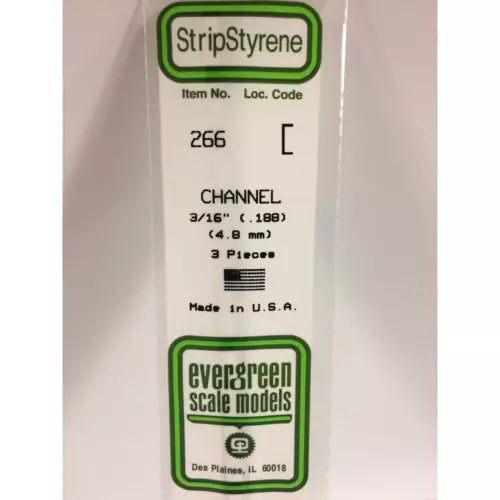 StripStyrene
Item No. Loc. Code
266 [
CHANNEL
3/16" (.188)
(4.8 mm)
3 Pieces
Made in U.S.A.
evergreen
scale models
Des Plaines, IL 60018